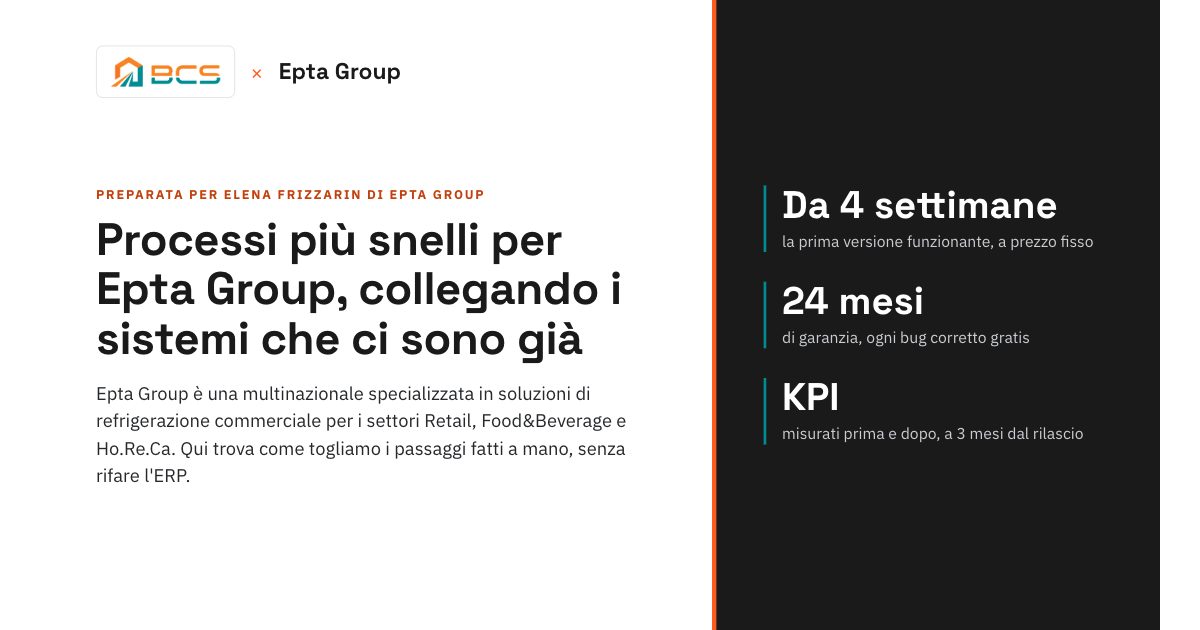 BCS × Epta Group
PREPARATA PER ELENA FRIZZARIN DI EPTA GROUP
Processi più snelli per
Epta Group, collegando i
sistemi che ci sono già
Epta Group è una multinazionale specializzata in soluzioni di
refrigerazione commerciale per i settori Retail, Food&Beverage e
Ho.Re.Ca. Qui trova come togliamo i passaggi fatti a mano, senza
rifare l'ERP.
Da 4 settimane
la prima versione funzionante, a prezzo fisso
24 mesi
di garanzia, ogni bug corretto gratis
KPI
misurati prima e dopo, a 3 mesi dal rilascio